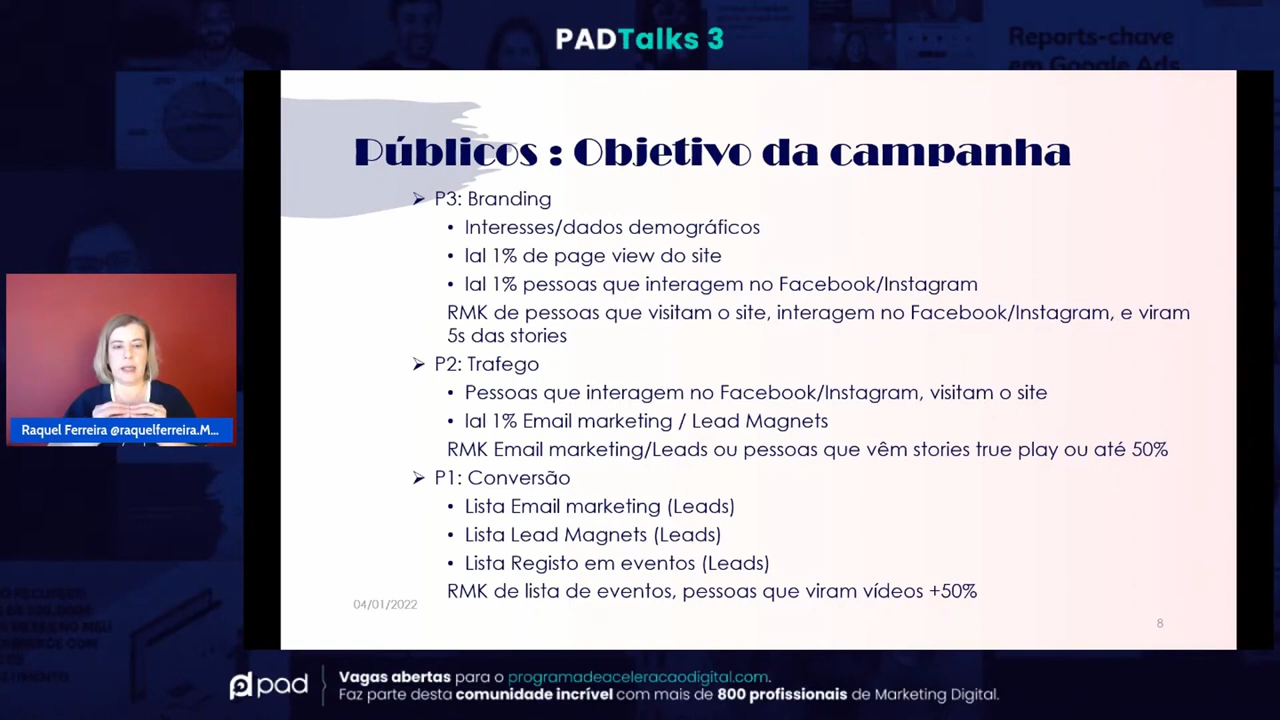 PADTalks 3
Reports-chave
em Google Ads
Públicos : Objetivo da campanha
P3: Branding
Interesses/dados demográficos
lal 1% de page view do site
lal 1% pessoas que interagem no Facebook/Instagram
RMK de pessoas que visitam o site, interagem no Facebook/Instagram, e viram
5s das stories
P2: Trafego
Pessoas que interagem no Facebook/Instagram, visitam o site
lal 1% Email marketing / Lead Magnets
RMK Email marketing/Leads ou pessoas que vêm stories true play ou até 50%
P1: Conversão
Lista Email marketing (Leads)
Lista Lead Magnets (Leads)
Lista Registo em eventos (Leads)
RMK de lista de eventos, pessoas que viram vídeos +50%
04/01/2022
8
Raquel Ferreira @raquelferreira.M...
pad
Vagas abertas para o programadeaceleracaodigital.com.
Faz parte desta comunidade incrível com mais de 800 profissionais de Marketing Digital.